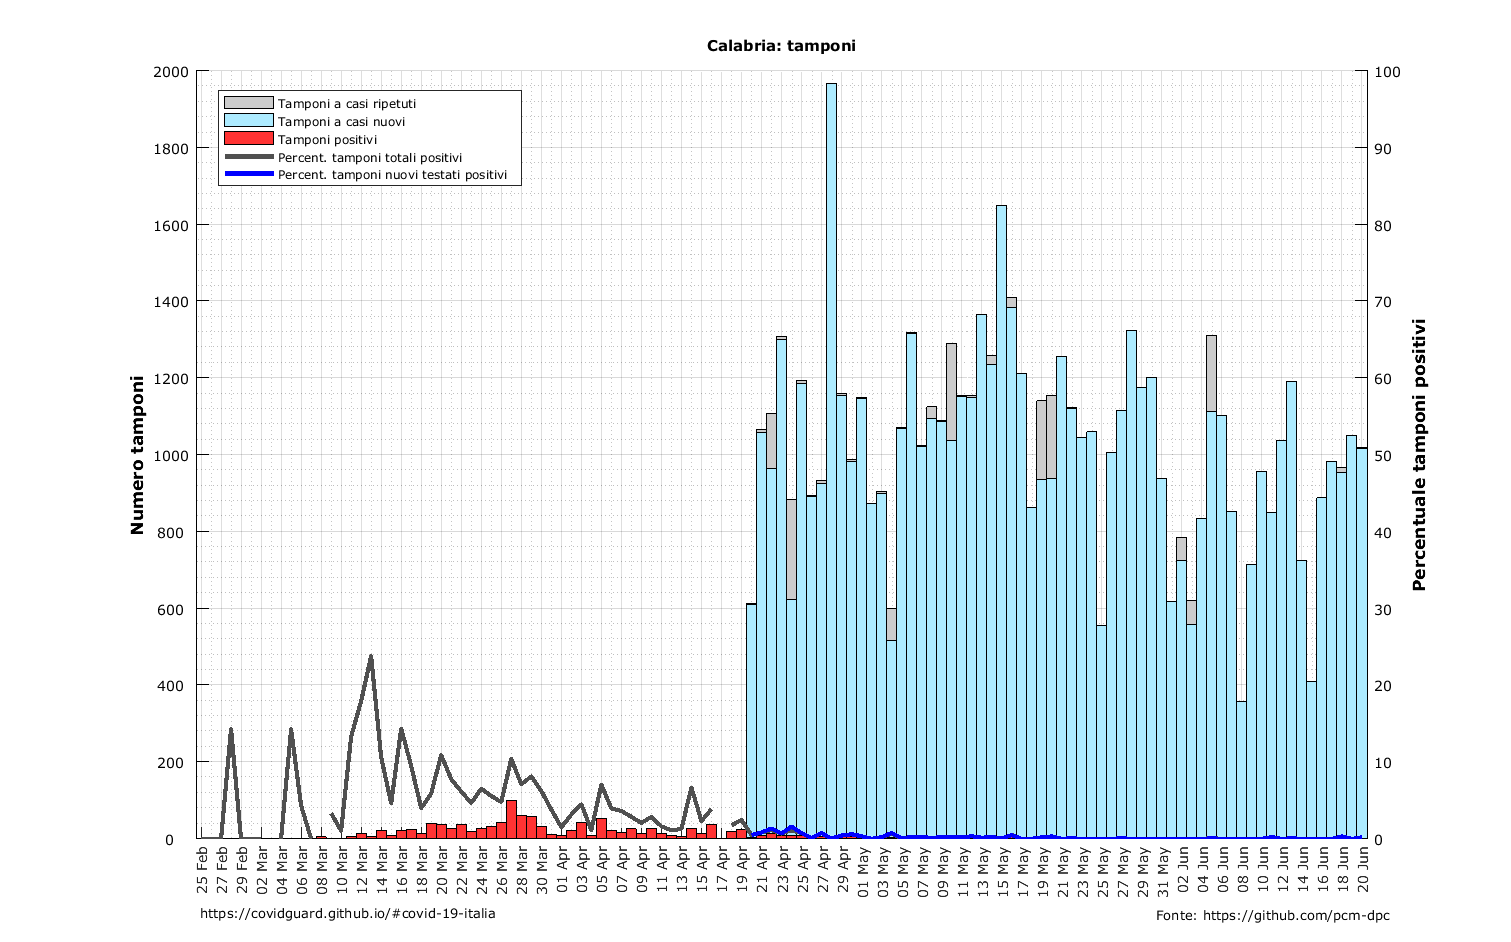 Calabria: tamponi
Tamponi a casi ripetuti
Tamponi a casi nuovi
Tamponi positivi
Percent. tamponi totali positivi
Percent. tamponi nuovi testati positivi
Numero tamponi
2000
1800
1600
1400
1200
1000
800
600
400
200
0
100
90
80
70
60
50
40
30
20
10
0
Percentuale tamponi positivi
25 Feb
27 Feb
29 Feb
02 Mar
04 Mar
06 Mar
08 Mar
10 Mar
12 Mar
14 Mar
16 Mar
18 Mar
20 Mar
22 Mar
24 Mar
26 Mar
28 Mar
30 Mar
01 Apr
03 Apr
05 Apr
07 Apr
09 Apr
11 Apr
13 Apr
15 Apr
17 Apr
19 Apr
21 Apr
23 Apr
25 Apr
27 Apr
29 Apr
01 May
03 May
05 May
07 May
09 May
11 May
13 May
15 May
17 May
19 May
21 May
23 May
25 May
27 May
29 May
31 May
02 Jun
04 Jun
06 Jun
08 Jun
10 Jun
12 Jun
14 Jun
16 Jun
18 Jun
20 Jun
https://covidguard.github.io/#covid-19-italia
Fonte: https://github.com/pcm-dpc